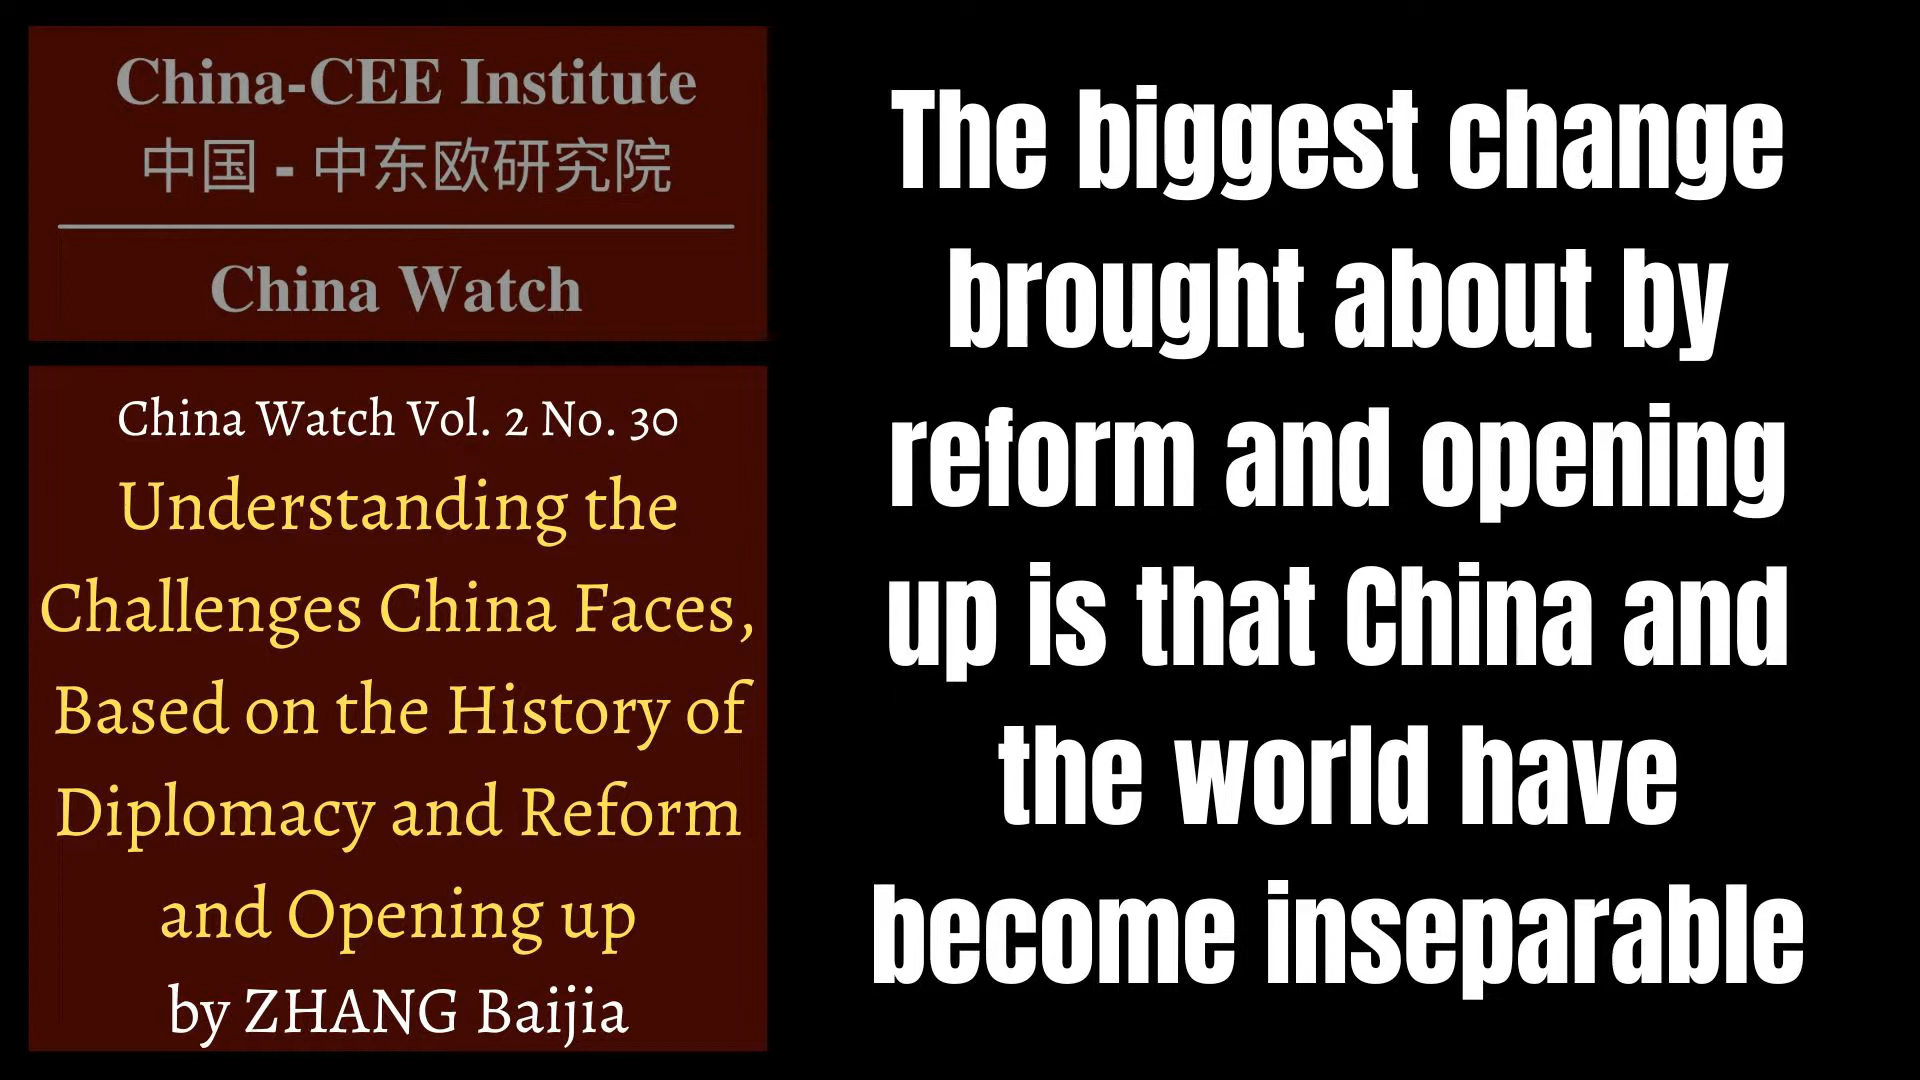 China-CEE Institute
中国 - 中东欧研究院
China Watch
China Watch Vol. 2 No. 30
Understanding the
Challenges China Faces,
Based on the History of
Diplomacy and Reform
and Opening up
by ZHANG Baijia
The biggest change
brought about by
reform and opening
up is that China and
the world have
become inseparable